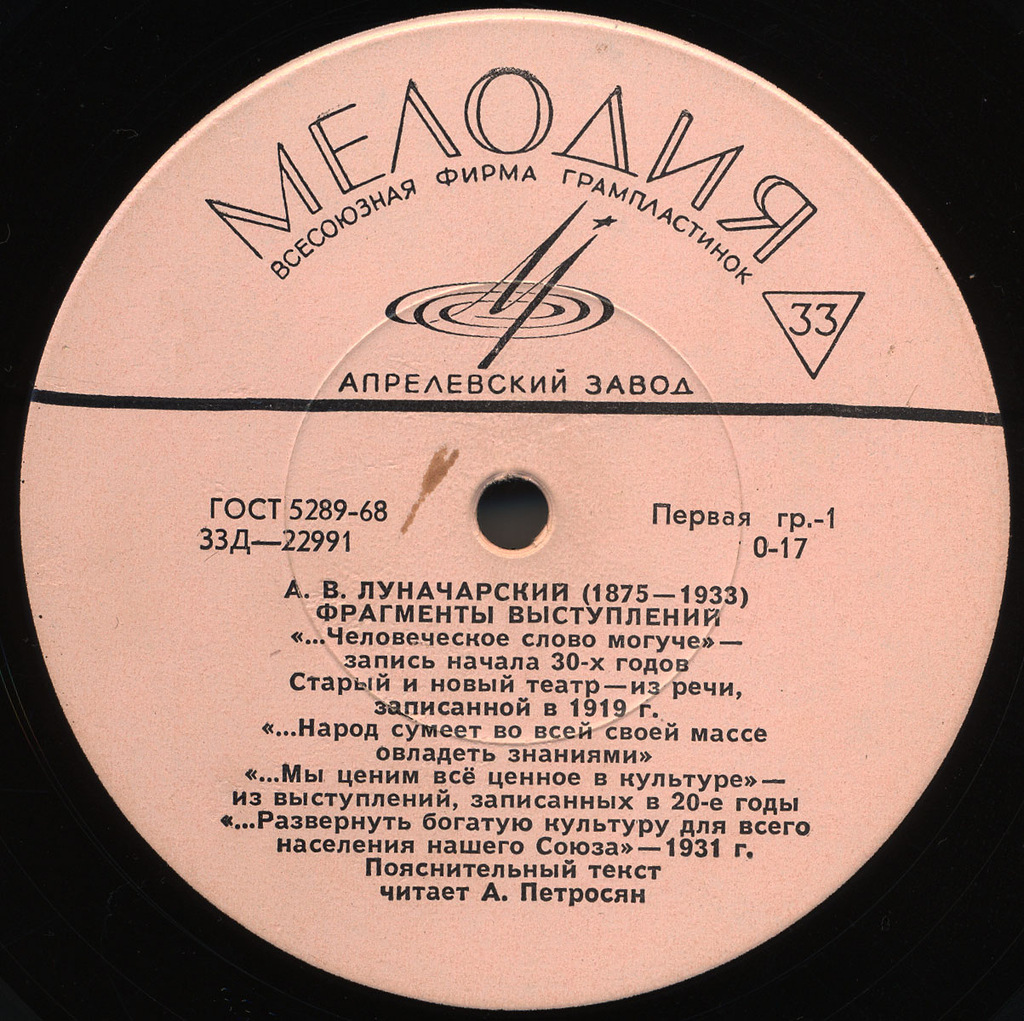 МЕЛОДИЯ
ВСЕСОЮЗНАЯ ФИРМА ГРАМПЛАСТИНОК
33
АПРЕЛЕВСКИЙ ЗАВОД
ГОСТ 5289-68
Первая гр.-1
33Д—22991
0-17
А. В. ЛУНАЧАРСКИЙ (1875—1933)
ФРАГМЕНТЫ ВЫСТУПЛЕНИЙ
«...Человеческое слово могуче»—
запись начала 30-х годов
Старый и новый театр—из речи,
записанной в 1919 г.
«...Народ сумеет во всей своей массе
овладеть знаниями»
«...Мы ценим всё ценное в культуре»—
из выступлений, записанных в 20-е годы
«...Развернуть богатую культуру для всего
населения нашего Союза»—1931 г.
Пояснительный текст
читает А. Петросян